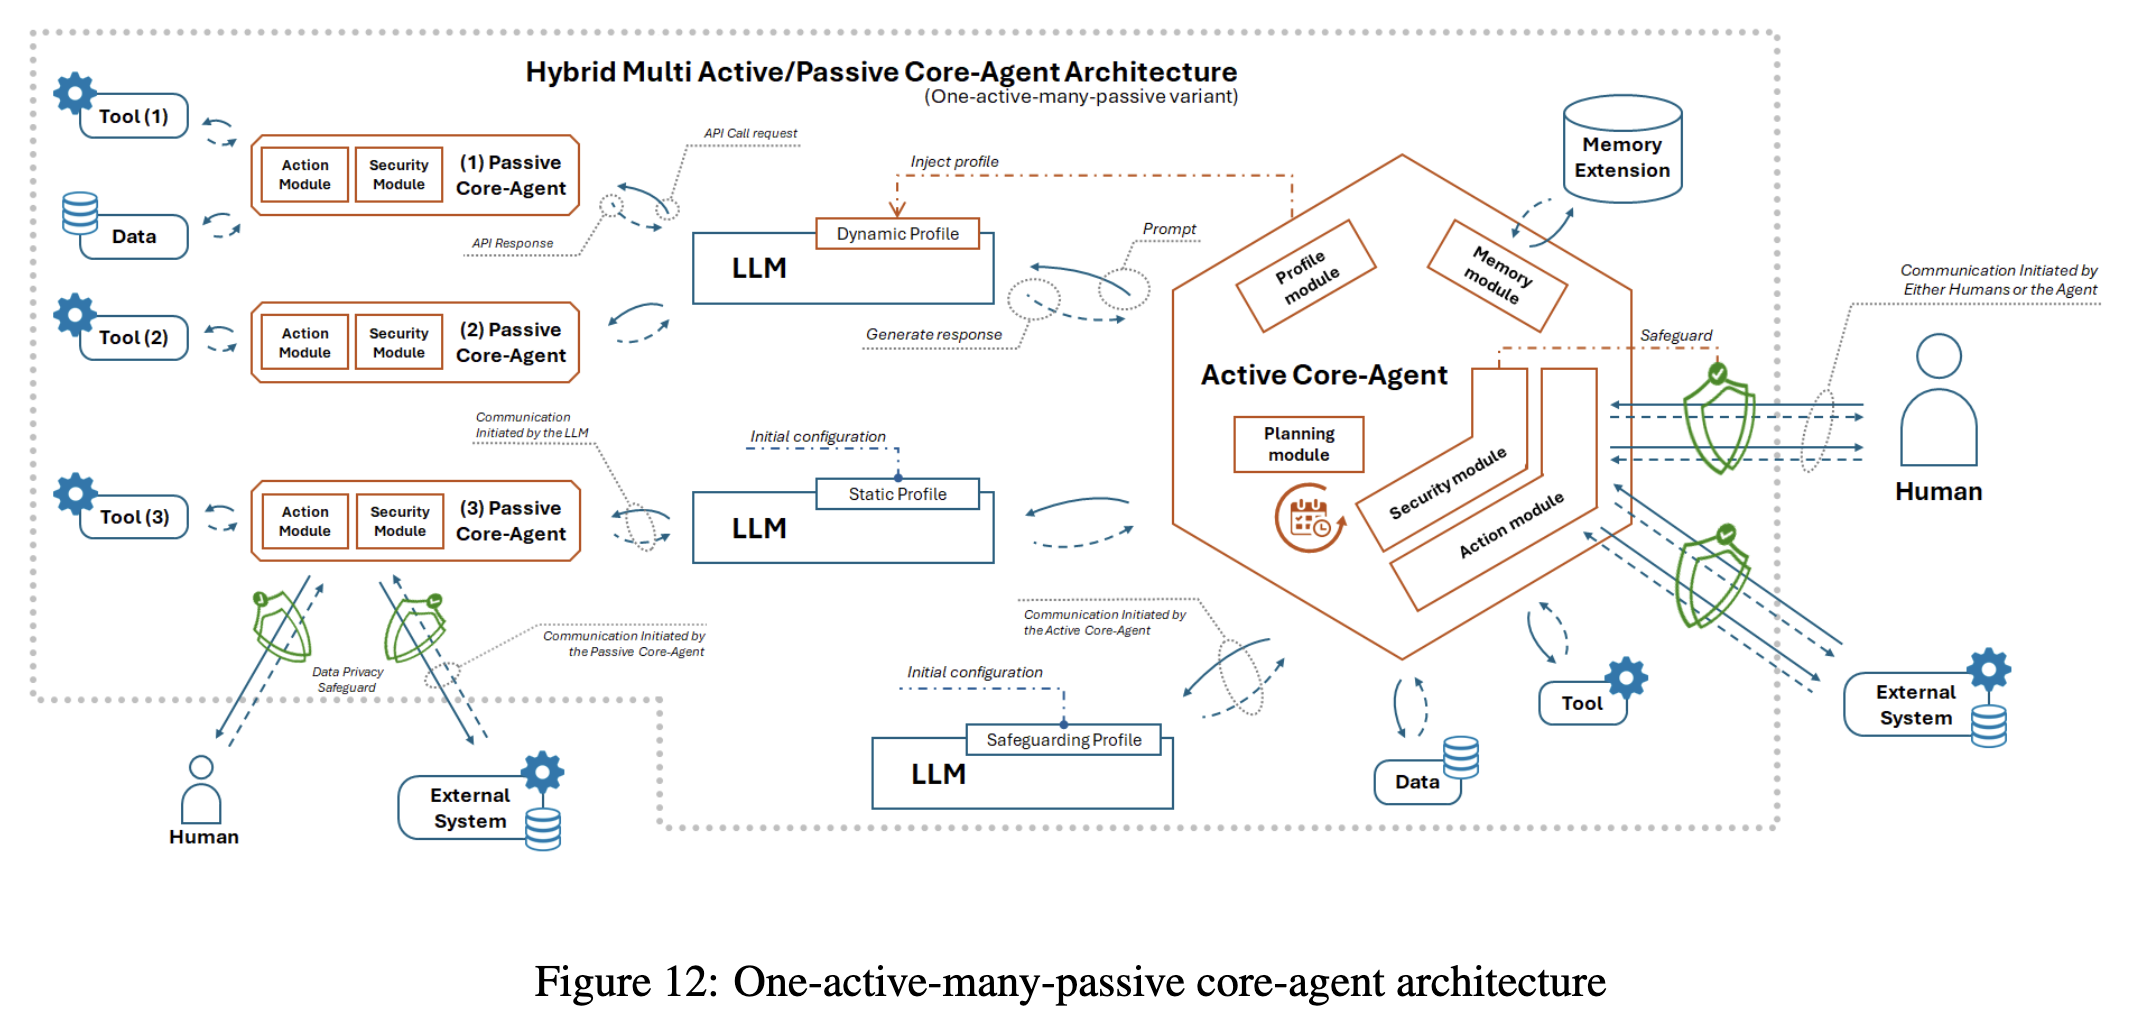 Hybrid Multi Active/Passive Core-Agent Architecture
(One-active-many-passive variant)
Tool (1)
Data
Action
Module
Security
Module
(1) Passive
Core-Agent
API Call request
API Response
Inject profile
Dynamic Profile
LLM
Prompt
Generate response
Memory
Extension
Profile
module
Memory
module
Tool (2)
Action
Module
Security
Module
(2) Passive
Core-Agent
Active Core-Agent
Planning
module
Security module
Action module
Safeguard
Communication Initiated by
Either Humans or the Agent
Human
Communication
Initiated by the LLM
Initial configuration
Static Profile
LLM
Tool (3)
Action
Module
Security
Module
(3) Passive
Core-Agent
Data Privacy
Safeguard
Communication Initiated by
the Passive Core-Agent
Human
External
System
Communication Initiated by
the Active Core-Agent
Initial configuration
Safeguarding Profile
LLM
Data
Tool
External
System
Figure 12: One-active-many-passive core-agent architecture